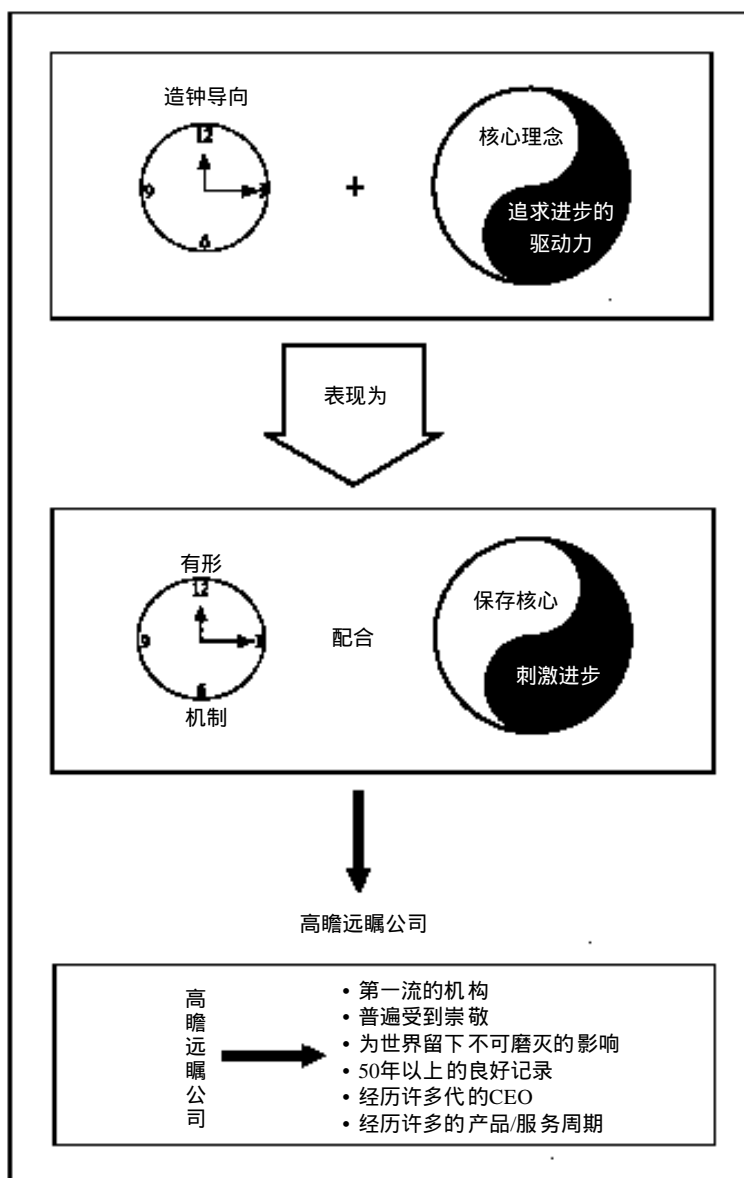 造钟导向
12
9
6
+
核心理念
追求进步的
驱动力
表现为
有形
12
9
6
机制
配合
保存核心
刺激进步
高瞻远瞩公司
高瞻远瞩公司
• 第一流的机构
• 普遍受到崇敬
• 为世界留下不可磨灭的影响
• 50年以上的良好记录
• 经历许多代的CEO
• 经历许多的产品/服务周期